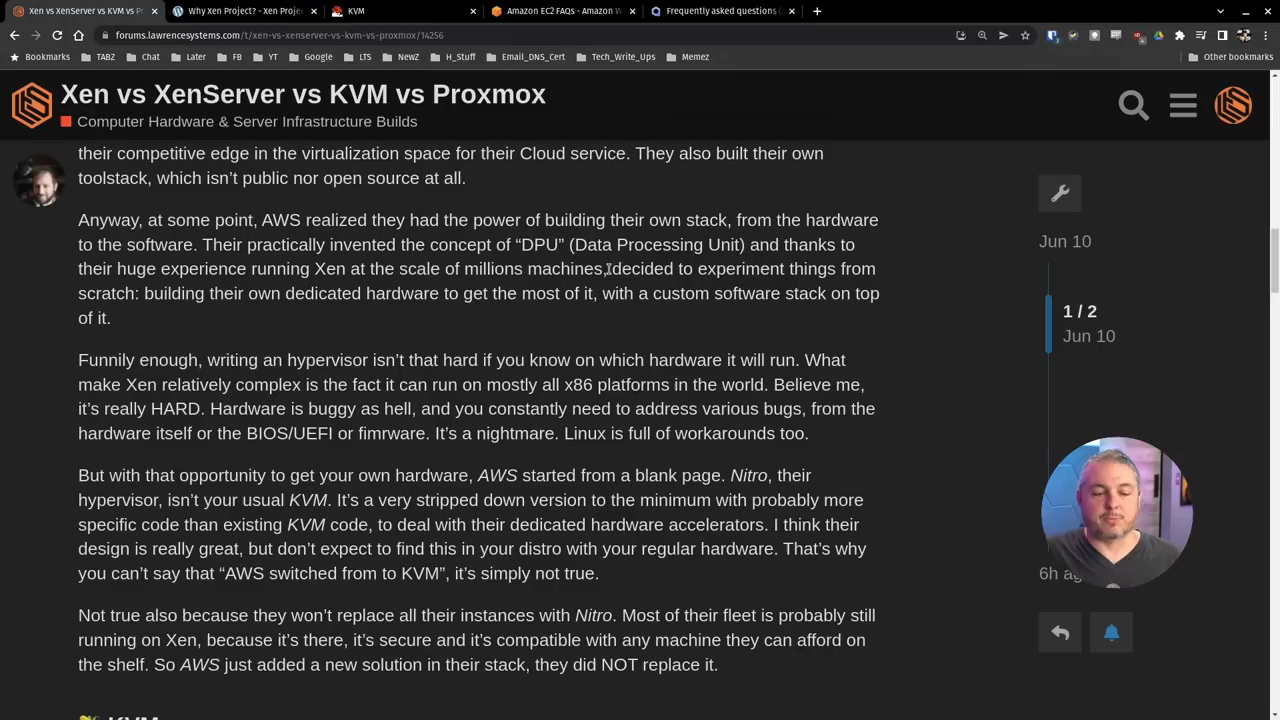 Xen vs XenServer vs KVM vs P
Why Xen Project? - Xen Proje
KVM
Amazon EC2 FAQs - Amazon W
Frequently asked questions (
forums.lawrencesystems.com/t/xen-vs-xenserver-vs-kvm-vs-proxmox/14256
Bookmarks TABZ Chat Later FB YT Google LTS NewZ H_Stuff Email_DNS_Cert Tech_Write_Ups Memez Other bookmarks
Xen vs XenServer vs KVM vs Proxmox
Computer Hardware & Server Infrastructure Builds
their competitive edge in the virtualization space for their Cloud service. They also built their own
toolstack, which isn’t public nor open source at all.
Anyway, at some point, AWS realized they had the power of building their own stack, from the hardware
to the software. Their practically invented the concept of “DPU” (Data Processing Unit) and thanks to
their huge experience running Xen at the scale of millions machines, decided to experiment things from
scratch: building their own dedicated hardware to get the most of it, with a custom software stack on top
of it.
Funnily enough, writing an hypervisor isn’t that hard if you know on which hardware it will run. What
make Xen relatively complex is the fact it can run on mostly all x86 platforms in the world. Believe me,
it’s really HARD. Hardware is buggy as hell, and you constantly need to address various bugs, from the
hardware itself or the BIOS/UEFI or fimrware. It’s a nightmare. Linux is full of workarounds too.
But with that opportunity to get your own hardware, AWS started from a blank page. Nitro, their
hypervisor, isn’t your usual KVM. It’s a very stripped down version to the minimum with probably more
specific code than existing KVM code, to deal with their dedicated hardware accelerators. I think their
design is really great, but don’t expect to find this in your distro with your regular hardware. That’s why
you can’t say that “AWS switched from to KVM”, it’s simply not true.
Not true also because they won’t replace all their instances with Nitro. Most of their fleet is probably still
running on Xen, because it’s there, it’s secure and it’s compatible with any machine they can afford on
the shelf. So AWS just added a new solution in their stack, they did NOT replace it.
KVM
Jun 10
1 / 2
Jun 10
6h ag